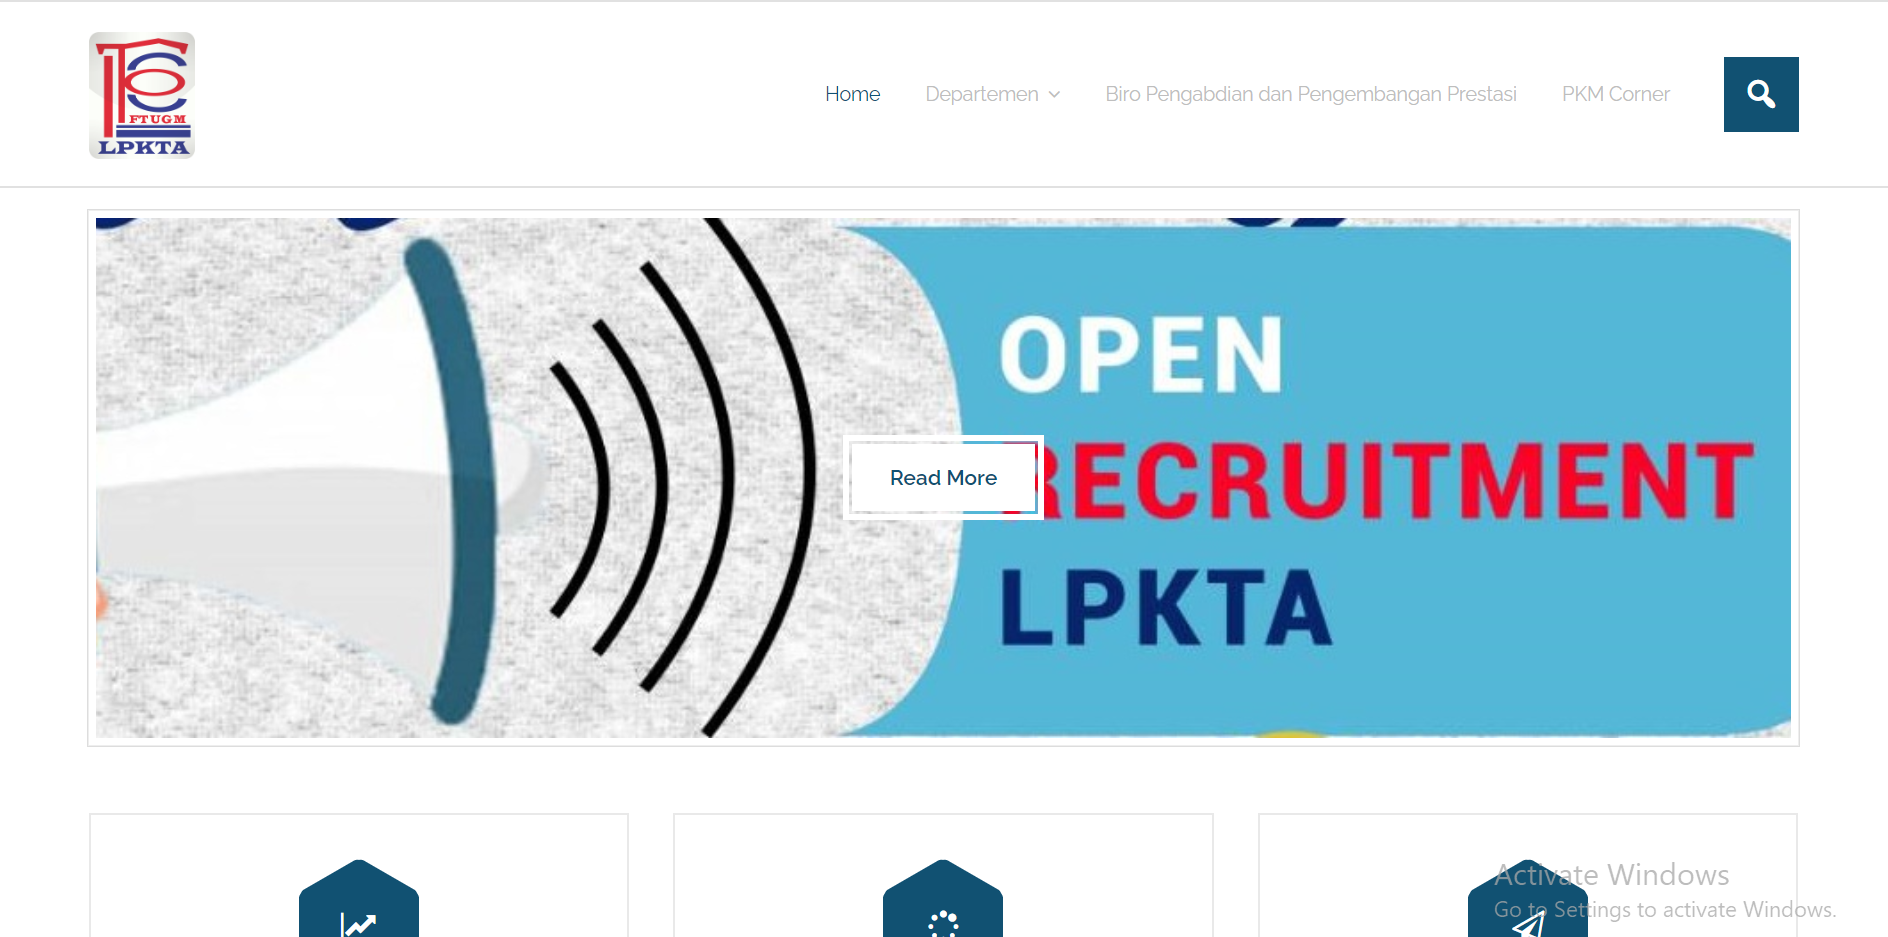 FTUGM
LPKTA
Home
Departemen
Biro Pengabdian dan Pengembangan Prestasi
PKM Corner
OPEN
RECRUITMENT
LPKTA
Read More
Activate Windows
Go to Settings to activate Windows.